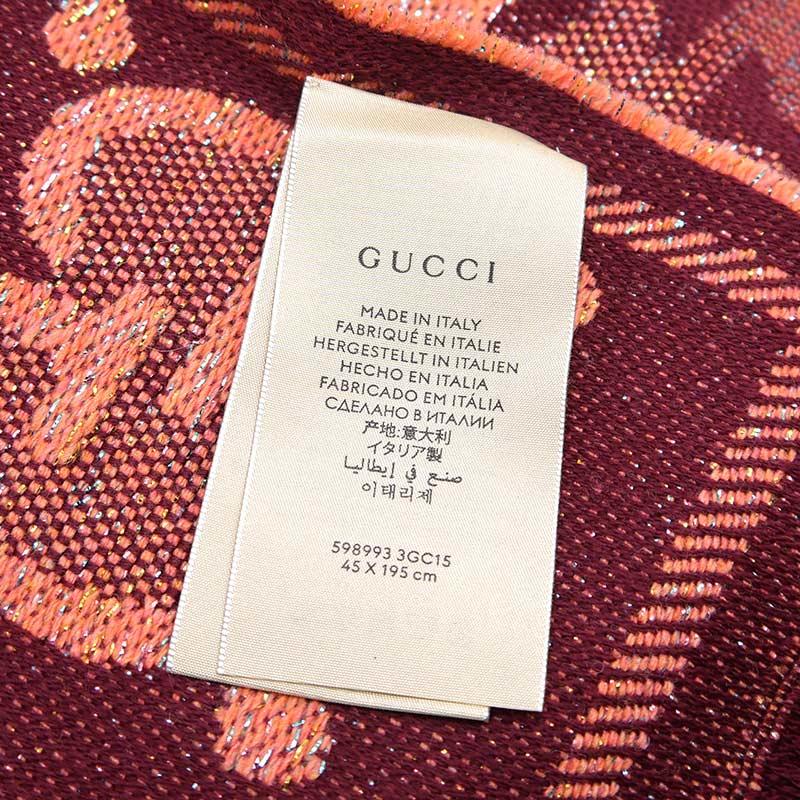 GUCCI
MADE IN ITALY
FABRIQUÉ EN ITALIE
HERGESTELLT IN ITALIEN
HECHO EN ITALIA
FABRICADO EM ITÁLIA
СДЕЛАНО В ИТАЛИИ
产地:意大利
イタリア製
صنع في إيطاليا
이태리제
598993 3GC15
45 X 195 cm